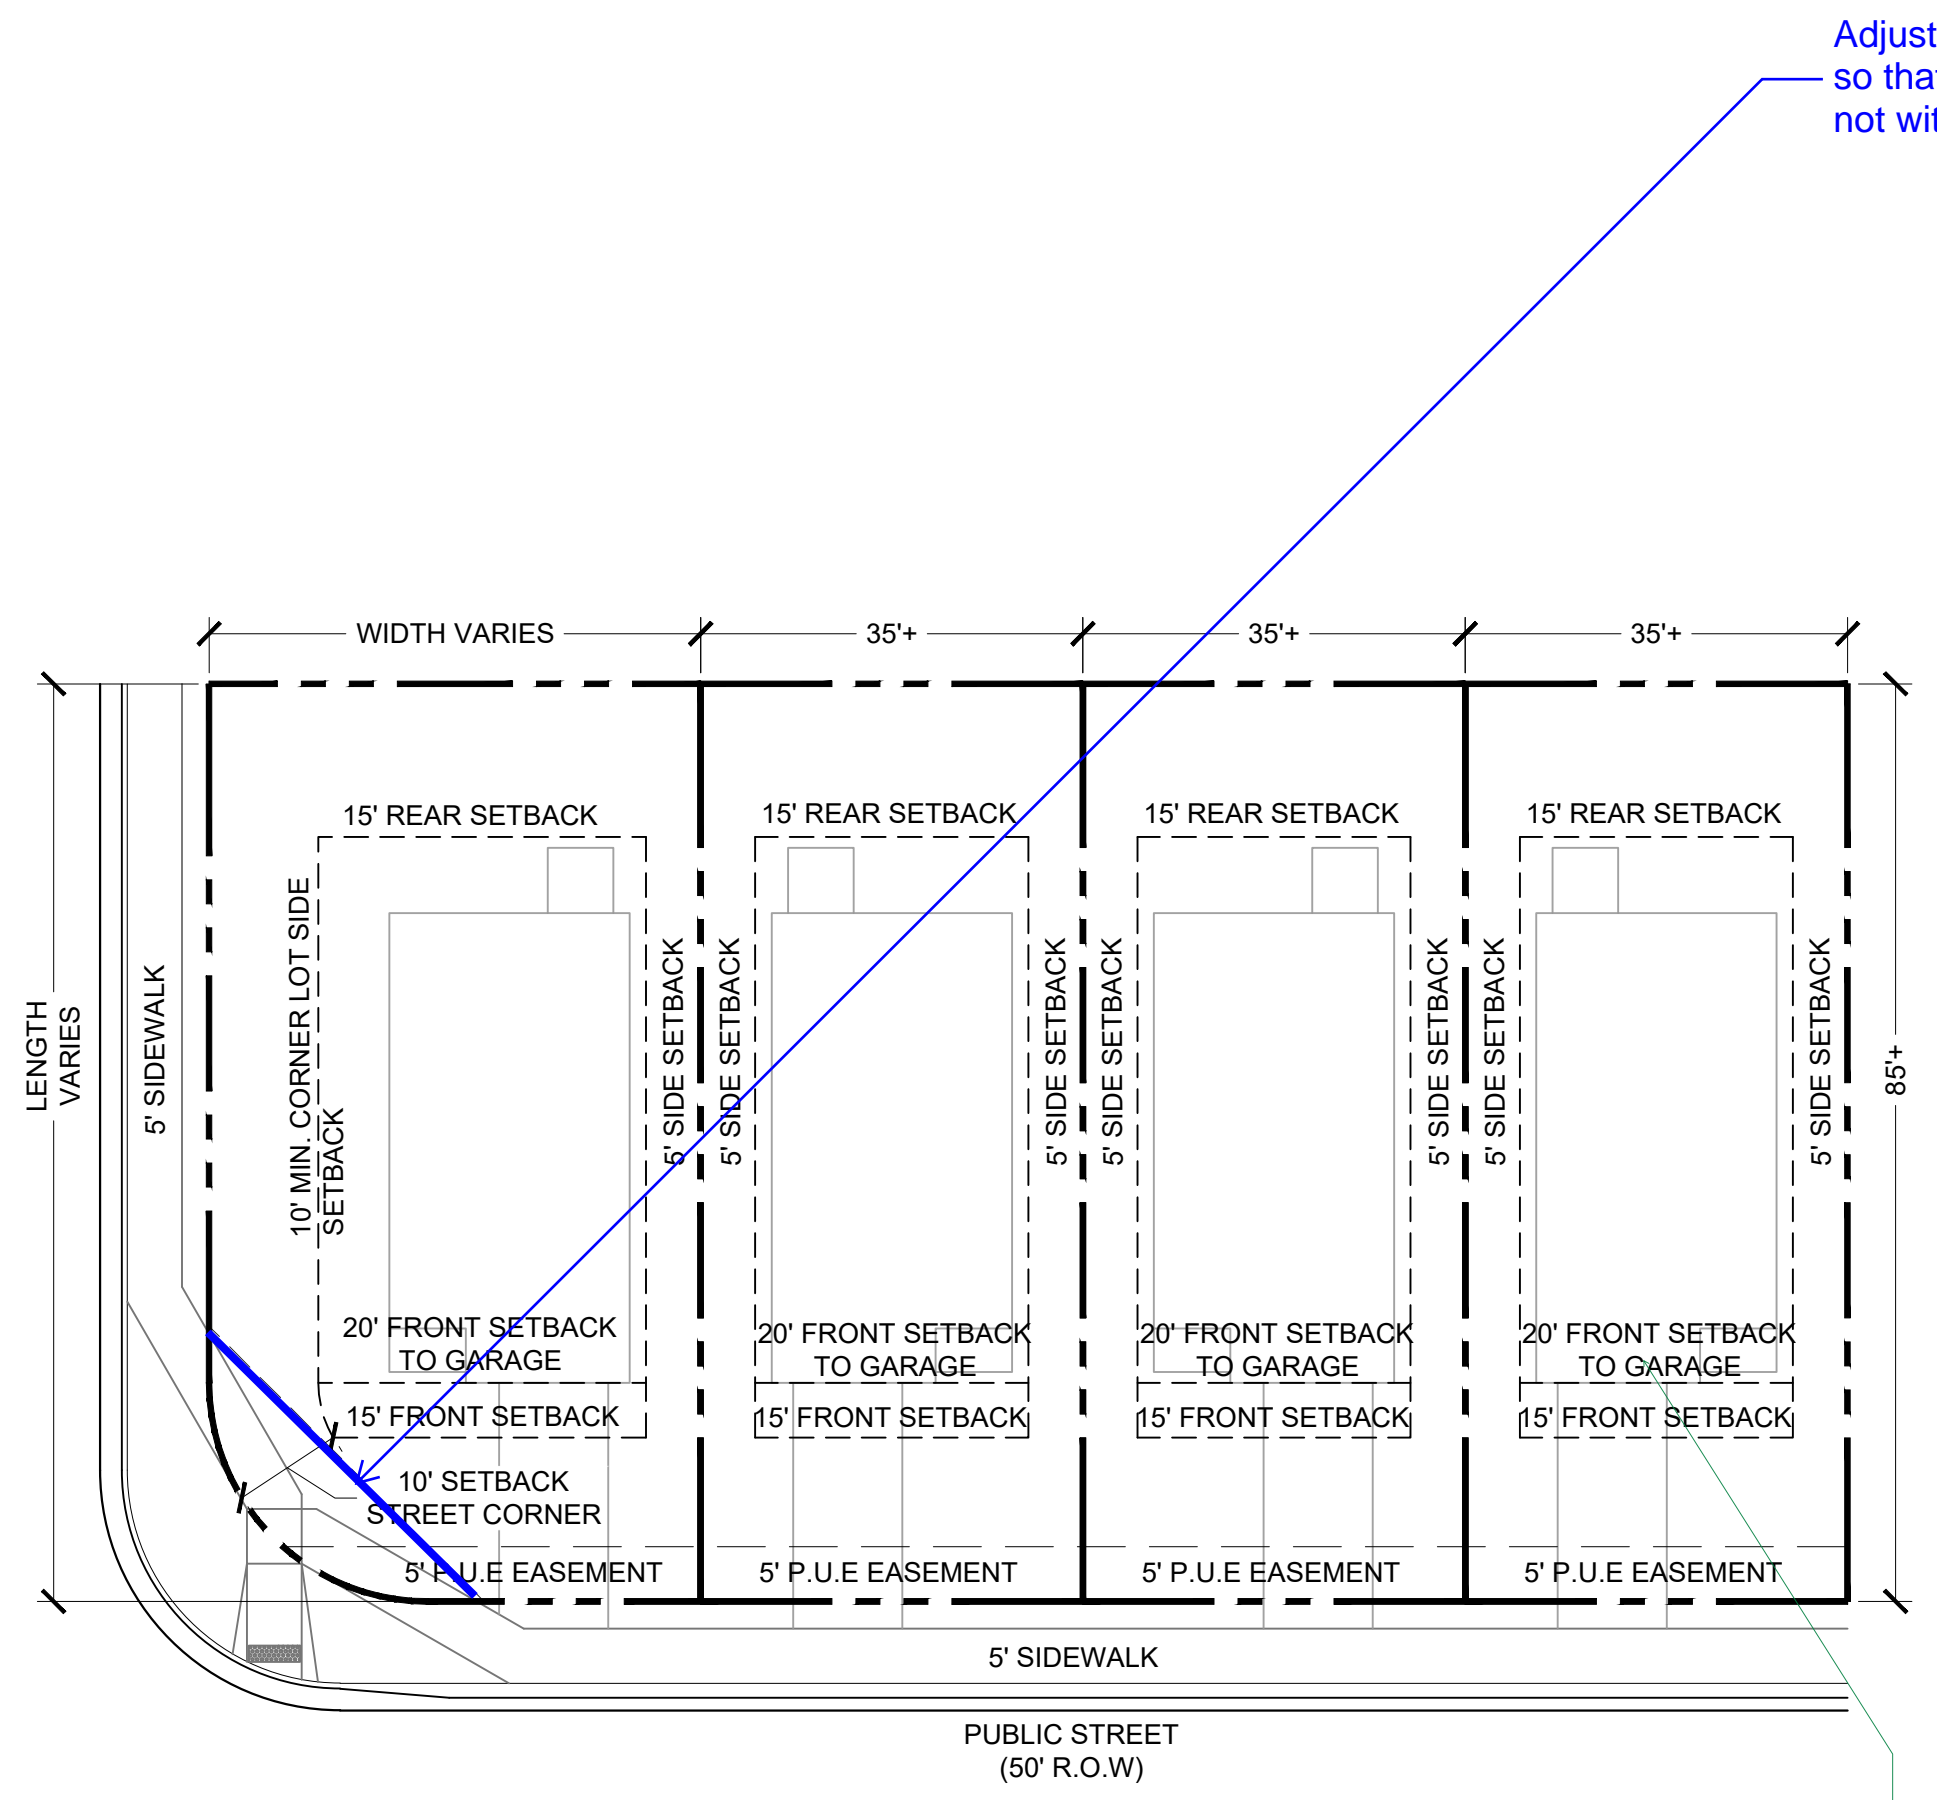 Adjust
so that
not wit
WIDTH VARIES
35'+
35'+
35'+
15' REAR SETBACK
15' REAR SETBACK
15' REAR SETBACK
15' REAR SETBACK
LENGTH
VARIES
5' SIDEWALK
10' MIN. CORNER LOT SIDE
SETBACK
5' SIDE SETBACK
5' SIDE SETBACK
5' SIDE SETBACK
5' SIDE SETBACK
5' SIDE SETBACK
5' SIDE SETBACK
5' SIDE SETBACK
85'+
20' FRONT SETBACK
TO GARAGE
20' FRONT SETBACK
TO GARAGE
20' FRONT SETBACK
TO GARAGE
20' FRONT SETBACK
TO GARAGE
15' FRONT SETBACK
15' FRONT SETBACK
15' FRONT SETBACK
15' FRONT SETBACK
10' SETBACK
STREET CORNER
5' P.U.E EASEMENT
5' P.U.E EASEMENT
5' P.U.E EASEMENT
5' P.U.E EASEMENT
5' SIDEWALK
PUBLIC STREET
(50' R.O.W)